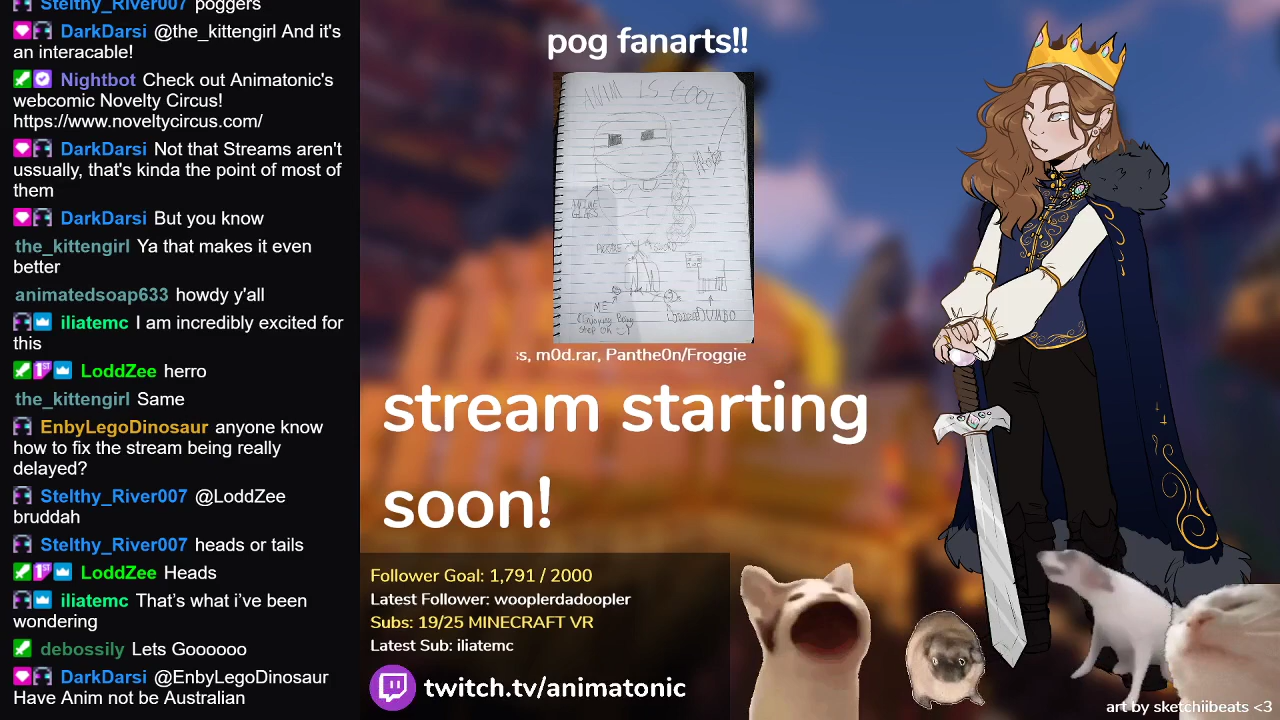 Stelthy_River007 poggers
DarkDarsi @the_kittengirl And it's
an interacable!
Nightbot Check out Animatonic's
webcomic Novelty Circus!
https://www.noveltycircus.com/
DarkDarsi Not that Streams aren't
ussually, that's kinda the point of most of
them
DarkDarsi But you know
the_kittengirl Ya that makes it even
better
animatedsoap633 howdy y'all
iliatemc I am incredibly excited for
this
1ST LoddZee herro
the_kittengirl Same
EnbyLegoDinosaur anyone know
how to fix the stream being really
delayed?
Stelthy_River007 @LoddZee
bruddah
Stelthy_River007 heads or tails
1ST LoddZee Heads
iliatemc That's what i've been
wondering
debossily Lets Goooooo
DarkDarsi @EnbyLegoDinosaur
Have Anim not be Australian
pog fanarts!!
ANIM IS COOL
ME
s, m0d.rar, Panthe0n/Froggie
stream starting
soon!
Follower Goal: 1,791 / 2000
Latest Follower: wooplerdadoopler
Subs: 19/25 MINECRAFT VR
Latest Sub: iliatemc
twitch.tv/animatonic
art by sketchiibeats <3